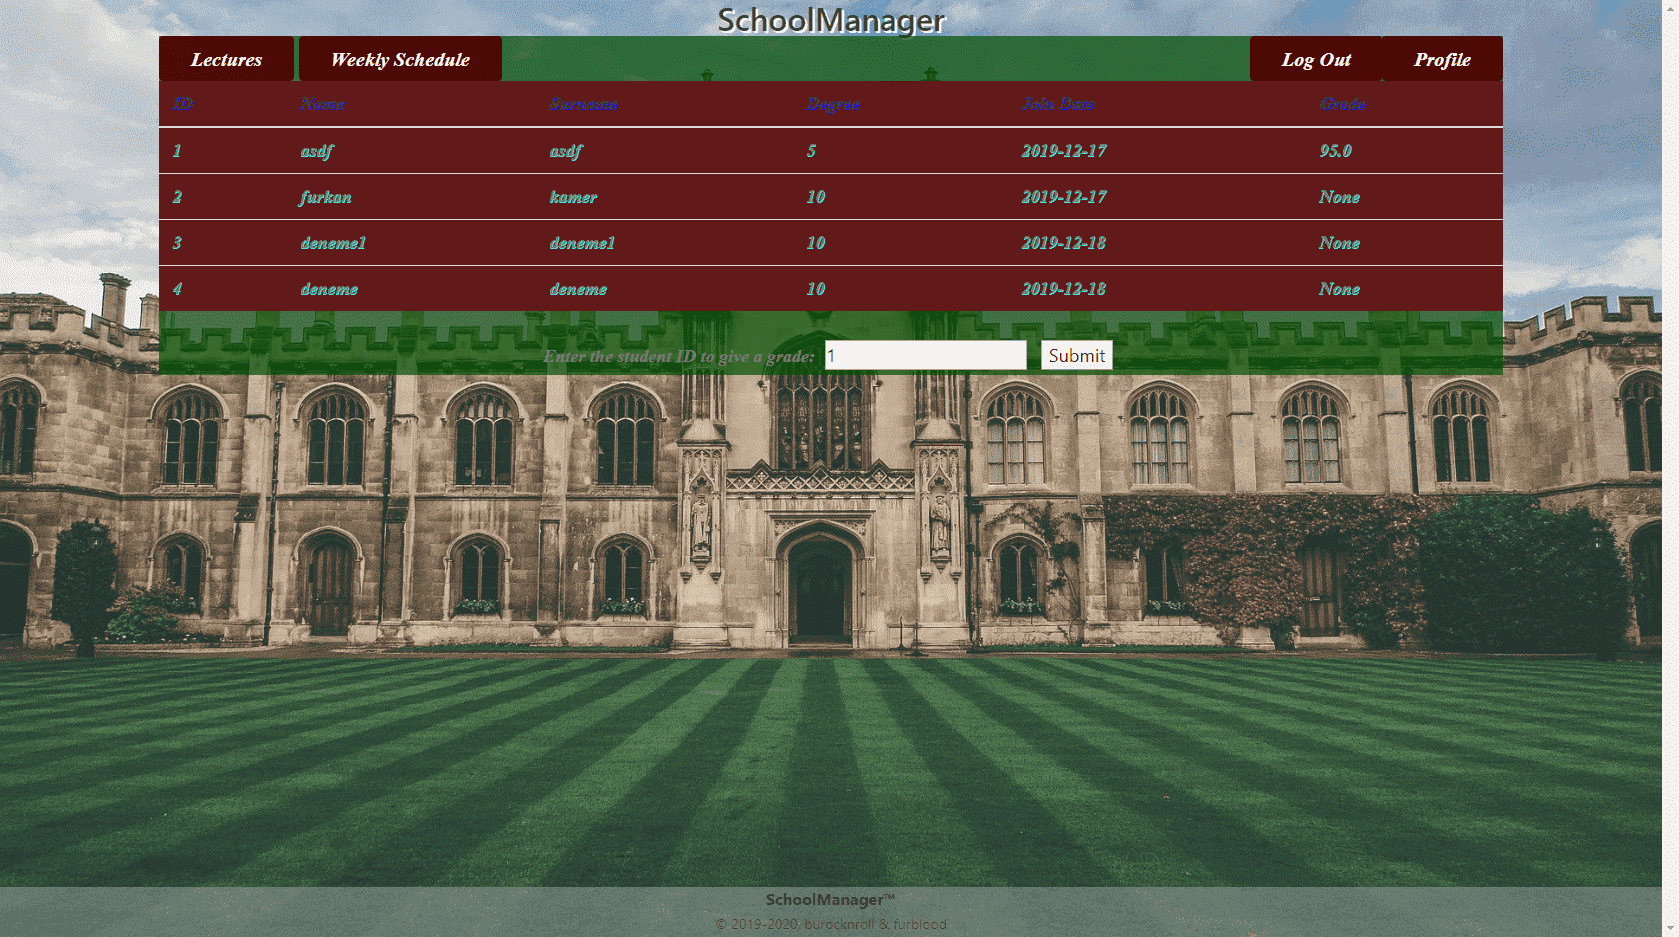 SchoolManager
Lectures Weekly Schedule Log Out Profile
ID Name Surname Degree Join Date Grade
1 asdf asdf 5 2019-12-17 95.0
2 furkan kamer 10 2019-12-17 None
3 deneme1 deneme1 10 2019-12-18 None
4 deneme deneme 10 2019-12-18 None
Enter the student ID to give a grade: 1 Submit
SchoolManager™
© 2019-2020, burocknroll & furblood